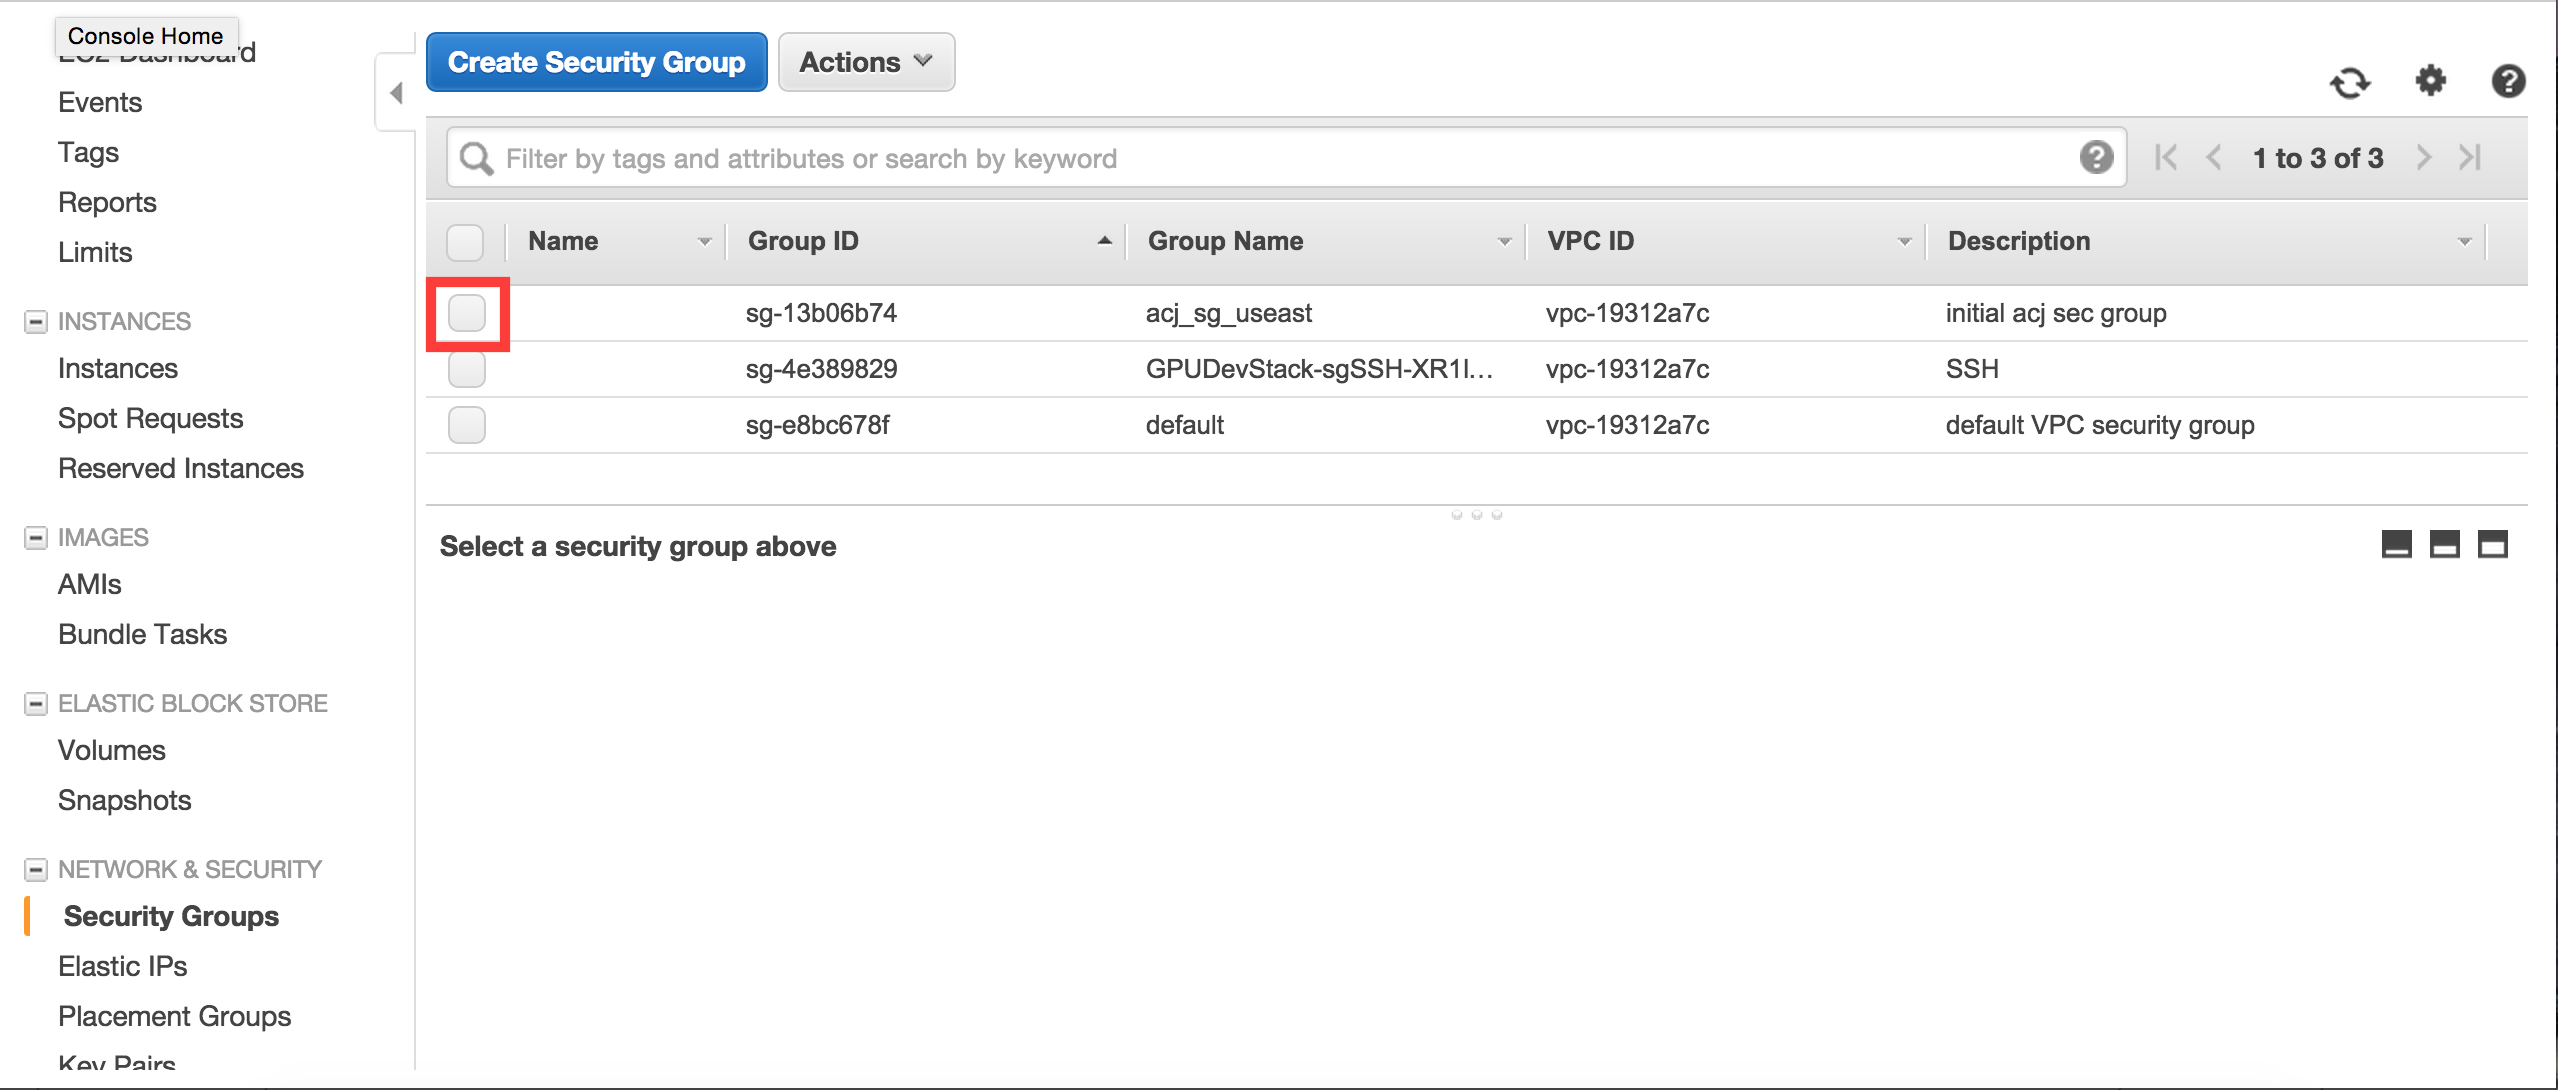 Console Home
EC2 Dashboard
Events
Tags
Reports
Limits
INSTANCES
Instances
Spot Requests
Reserved Instances
IMAGES
AMIs
Bundle Tasks
ELASTIC BLOCK STORE
Volumes
Snapshots
NETWORK & SECURITY
Security Groups
Elastic IPs
Placement Groups
Key Pairs
Create Security Group Actions
Filter by tags and attributes or search by keyword 1 to 3 of 3
Name Group ID Group Name VPC ID Description
sg-13b06b74 acj_sg_useast vpc-19312a7c initial acj sec group
sg-4e389829 GPUDevStack-sgSSH-XR1I... vpc-19312a7c SSH
sg-e8bc678f default vpc-19312a7c default VPC security group
Select a security group above